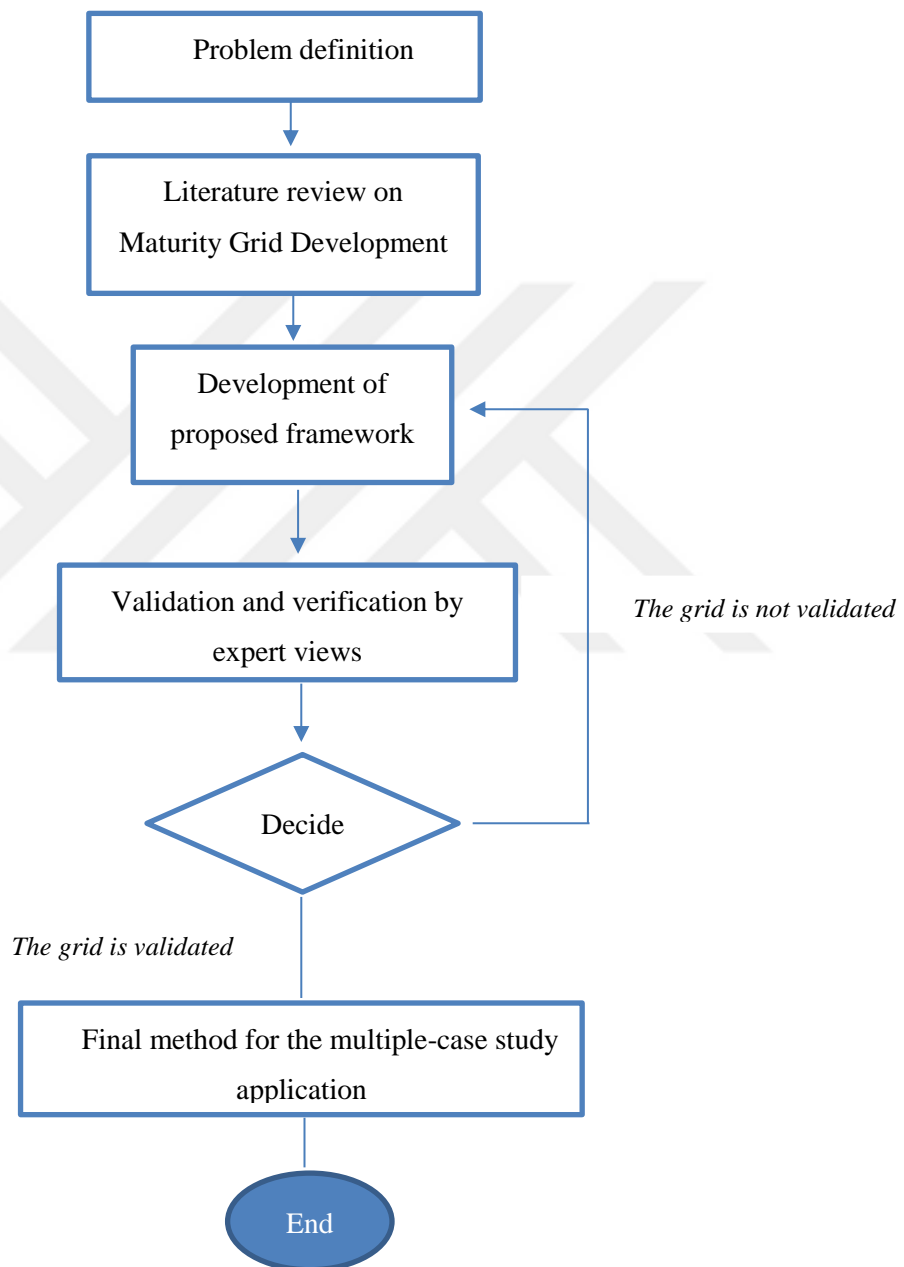 Problem definition
Literature review on
Maturity Grid Development
Development of
proposed framework
Validation and verification by
expert views
The grid is not validated
Decide
The grid is validated
Final method for the multiple-case study
application
End